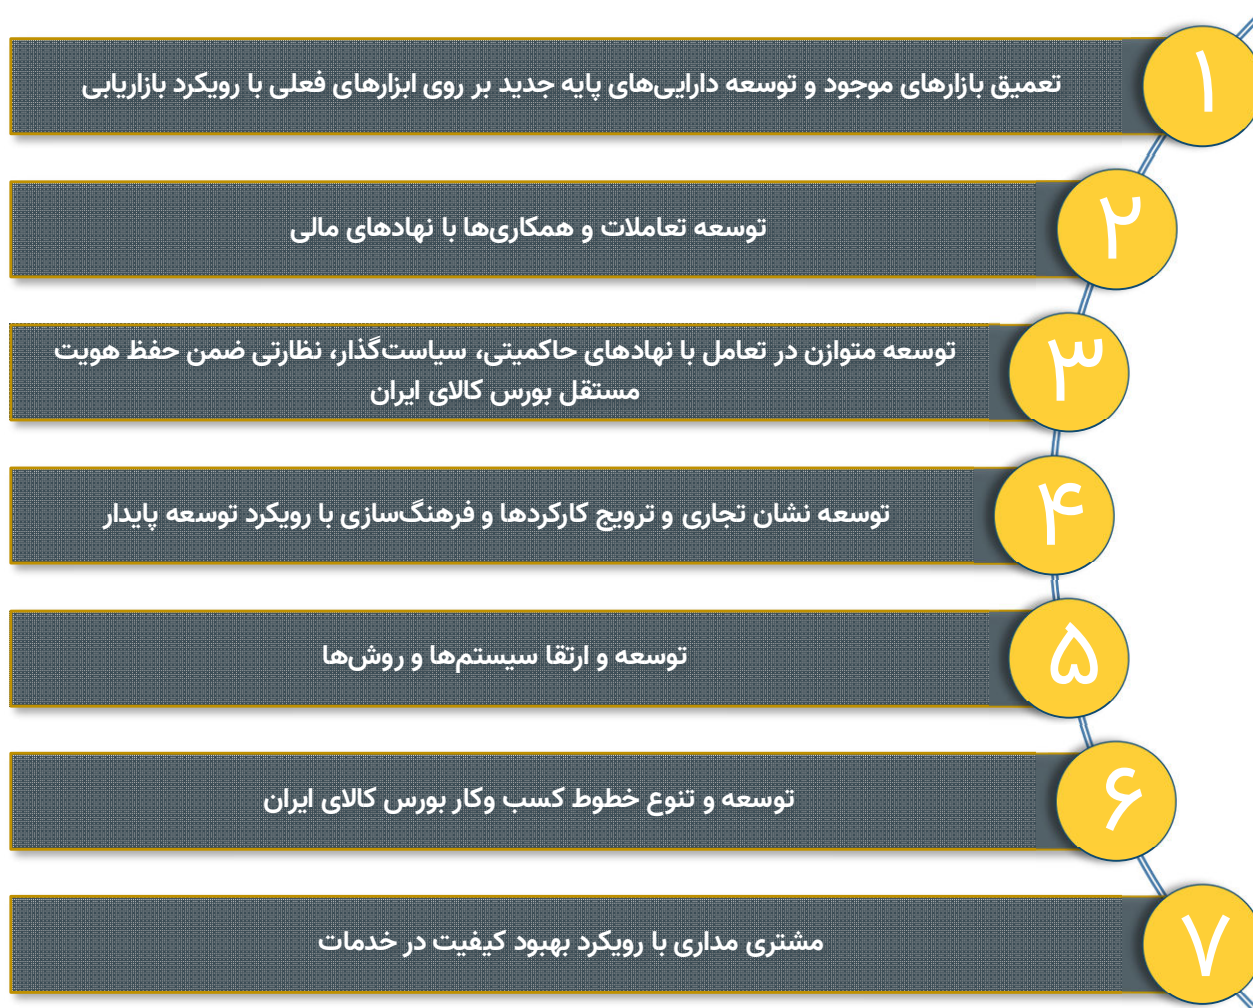 ۱
تعمیق بازارهای موجود و توسعه دارایی‌های پایه جدید بر روی ابزارهای فعلی با رویکرد بازاریابی
۲
توسعه تعاملات و همکاری‌ها با نهادهای مالی
۳
توسعه متوازن در تعامل با نهادهای حاکمیتی، سیاست‌گذار، نظارتی ضمن حفظ هویت
مستقل بورس کالای ایران
۴
توسعه نشان تجاری و ترویج کارکردها و فرهنگ‌سازی با رویکرد توسعه پایدار
۵
توسعه و ارتقا سیستم‌ها و روش‌ها
۶
توسعه و تنوع خطوط کسب وکار بورس کالای ایران
۷
مشتری مداری با رویکرد بهبود کیفیت در خدمات